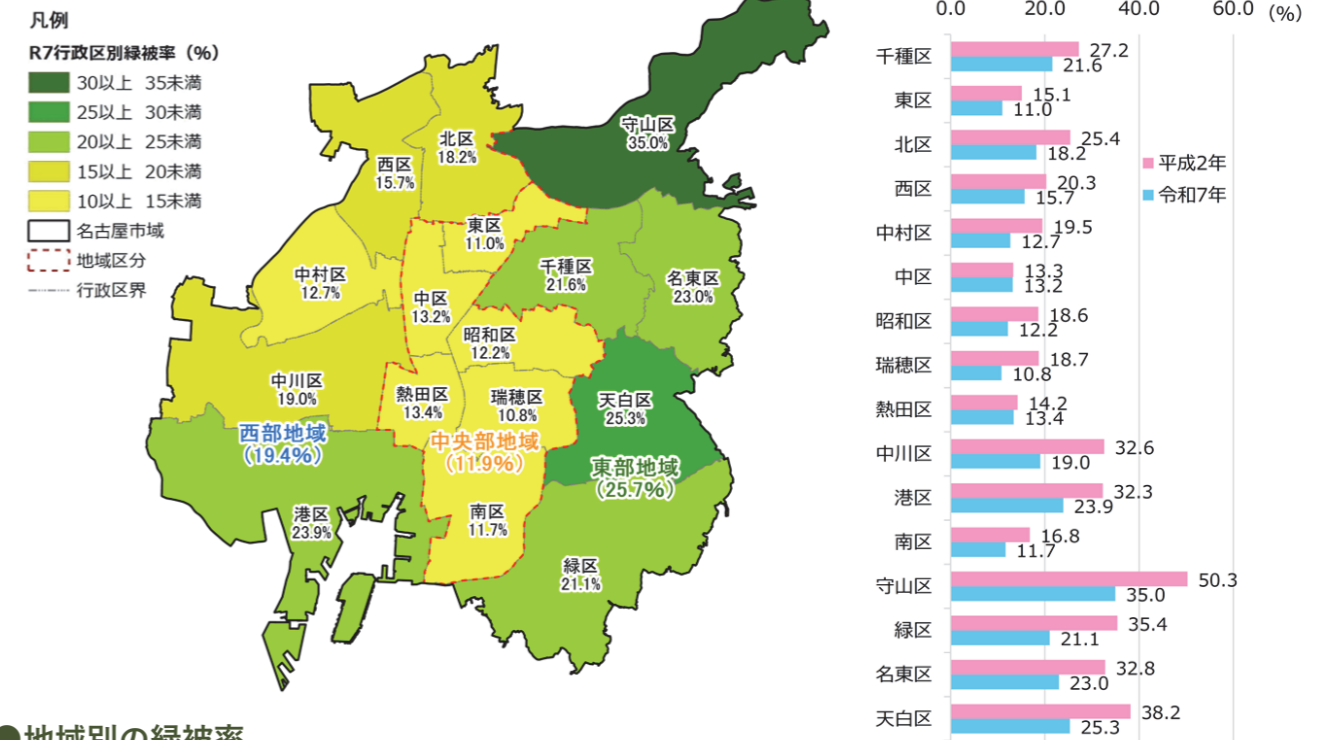 凡例
R7行政区別緑被率（%）
30以上 35未満
25以上 30未満
20以上 25未満
15以上 20未満
10以上 15未満
名古屋市域
地域区分
行政区界
守山区
35.0%
北区
18.2%
西区
15.7%
東区
11.0%
千種区
21.6%
名東区
23.0%
中村区
12.7%
中区
13.2%
昭和区
12.2%
中川区
19.0%
熱田区
13.4%
瑞穂区
10.8%
天白区
25.3%
西部地域
（19.4%）
中央部地域
（11.9%）
東部地域
（25.7%）
港区
23.9%
南区
11.7%
緑区
21.1%
0.0 20.0 40.0 60.0 （%）
千種区 27.2
21.6
東区 15.1
11.0
北区 25.4
18.2
西区 20.3
15.7
中村区 19.5
12.7
中区 13.3
13.2
昭和区 18.6
12.2
瑞穂区 18.7
10.8
熱田区 14.2
13.4
中川区 32.6
19.0
港区 32.3
23.9
南区 16.8
11.7
守山区 50.3
35.0
緑区 35.4
21.1
名東区 32.8
23.0
天白区 38.2
25.3
平成2年
令和7年
●地域別の緑被率